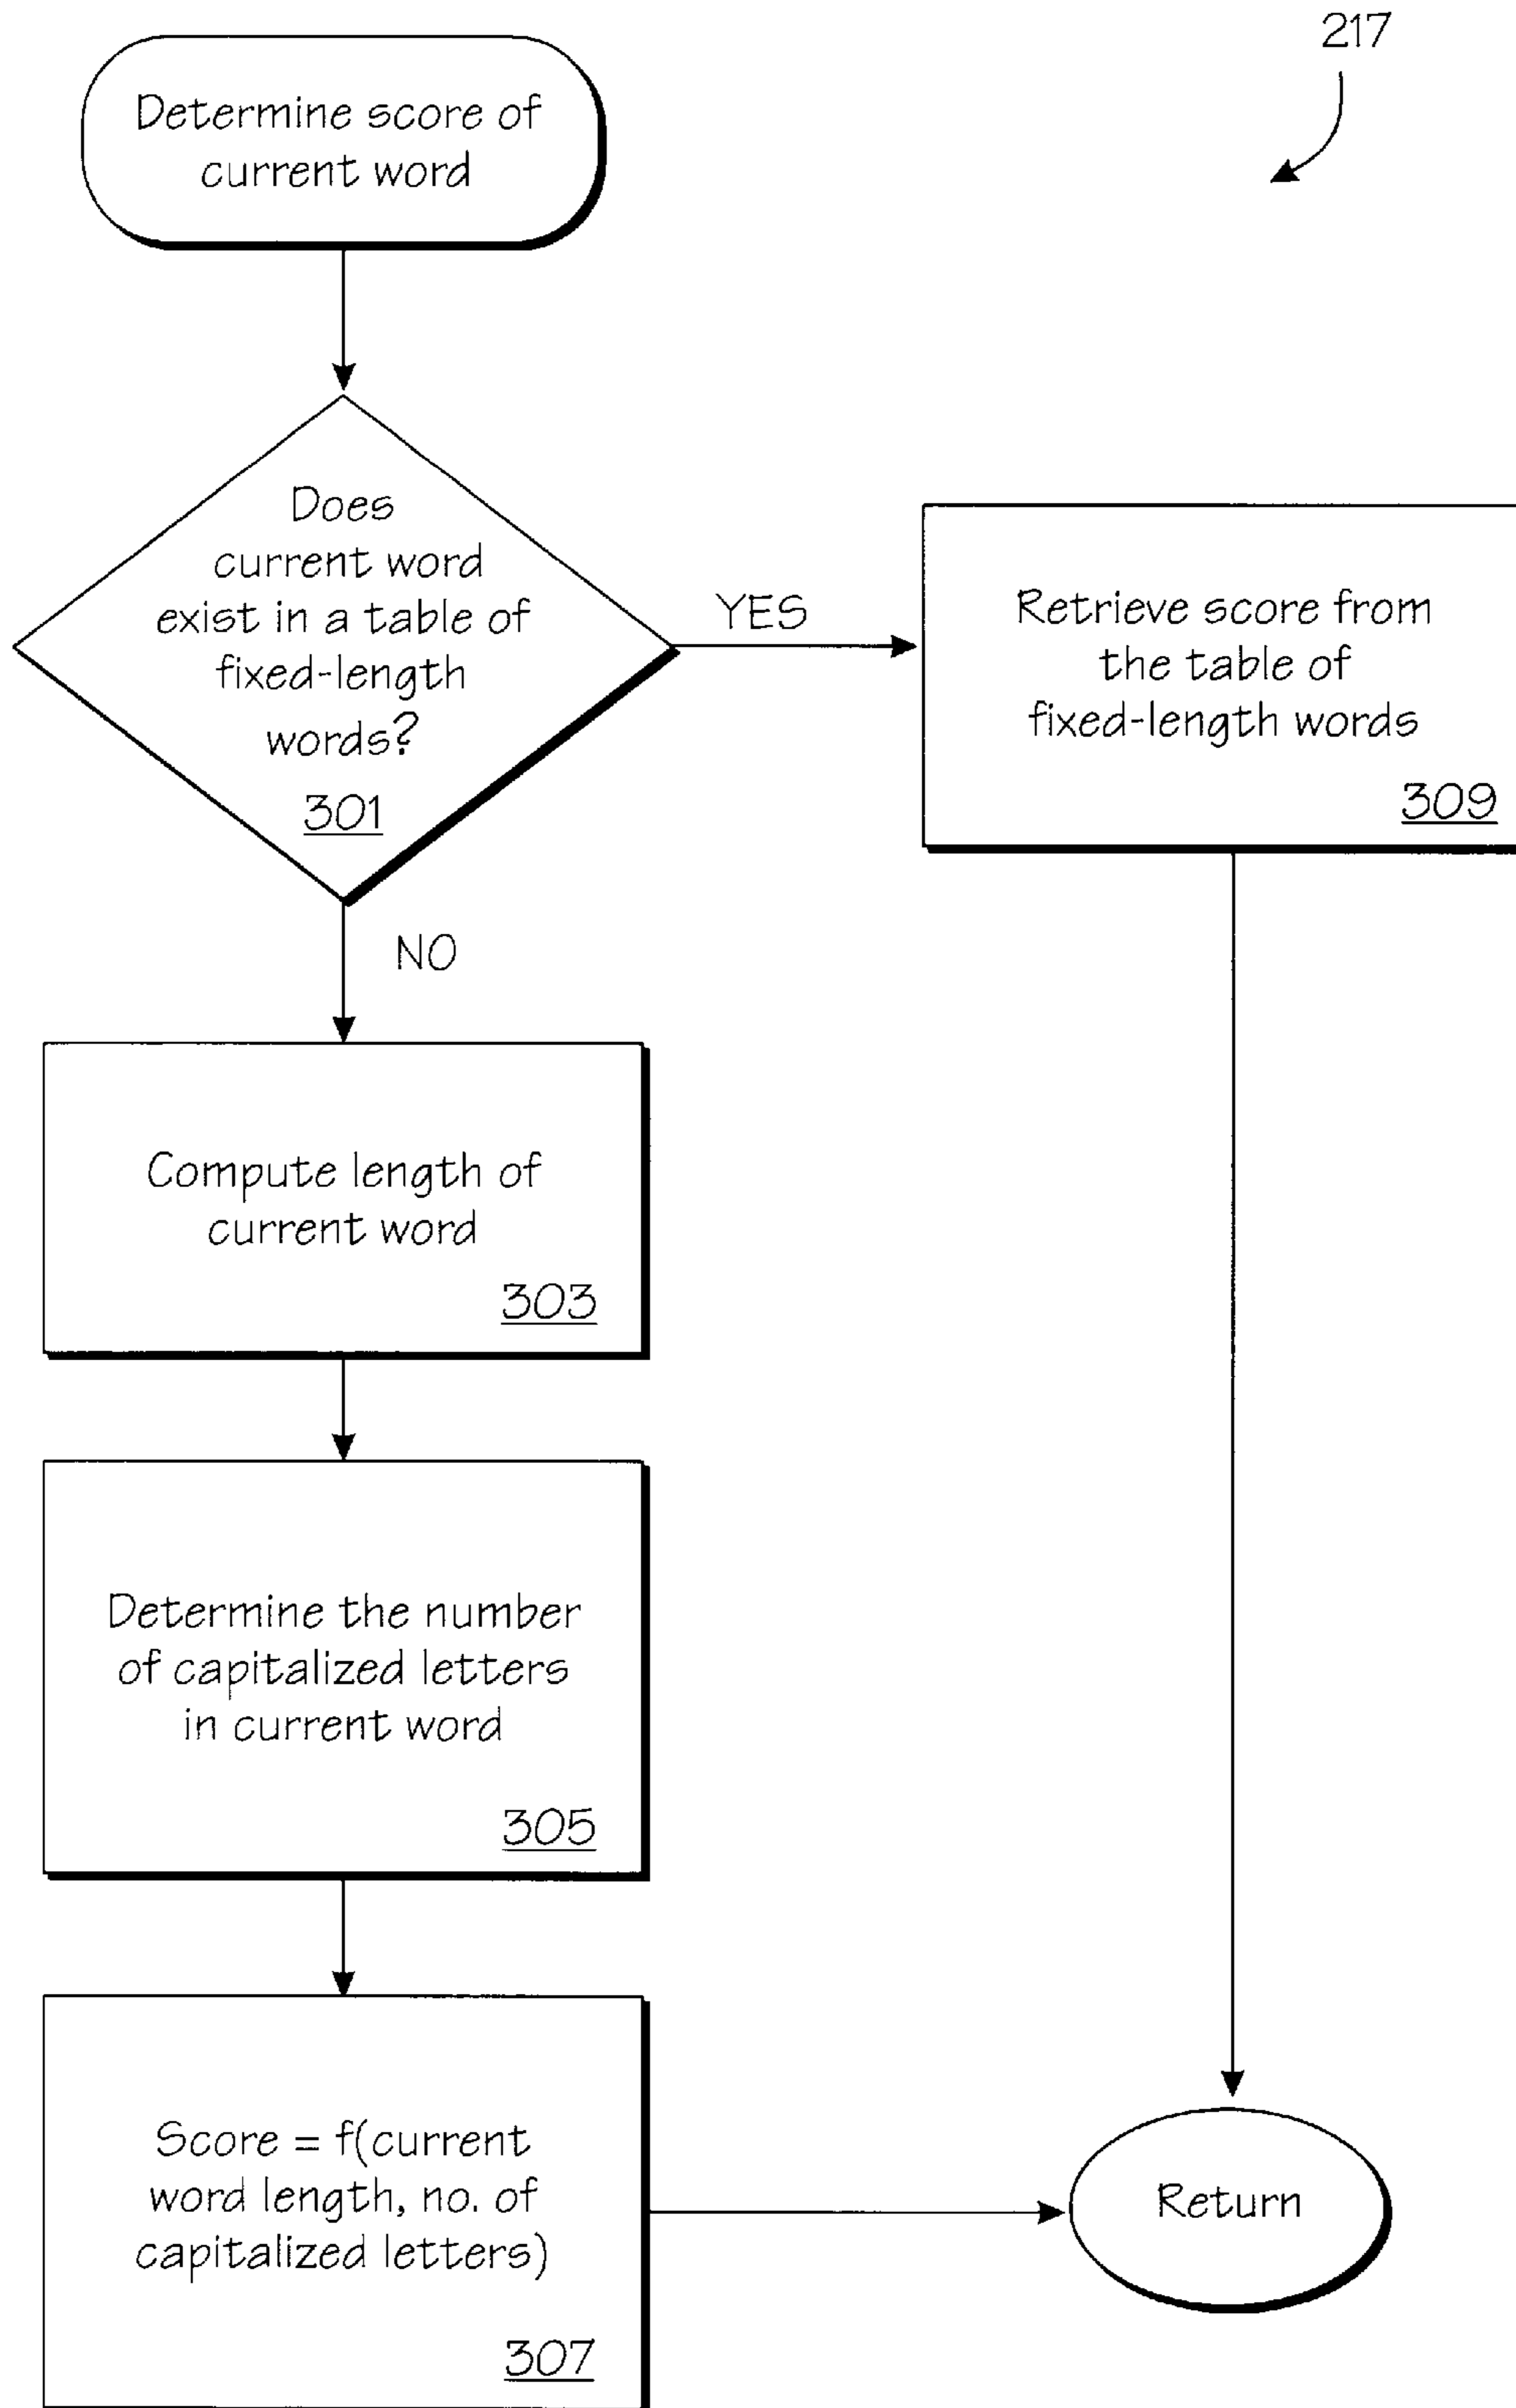 217
Determine score of
current word
Does
current word
exist in a table of
fixed-length
words?
301
YES
Retrieve score from
the table of
fixed-length words
309
NO
Compute length of
current word
303
Determine the number
of capitalized letters
in current word
305
Score = f(current
word length, no. of
capitalized letters)
307
Return